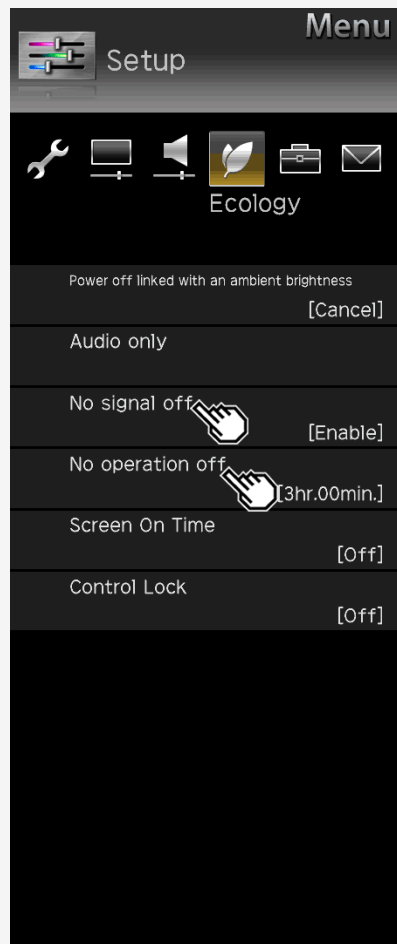 Menu
Setup
Ecology
Power off linked with an ambient brightness
[Cancel]
Audio only
No signal off
[Enable]
No operation off
[3hr.00min.]
Screen On Time
[Off]
Control Lock
[Off]